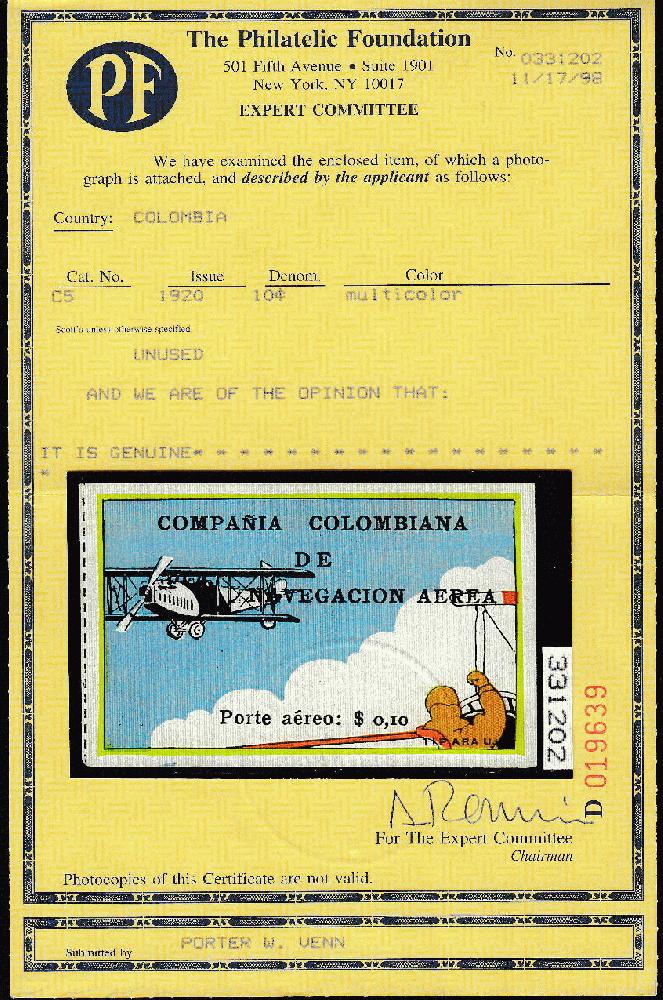 The Philatelic Foundation
PF
501 Fifth Avenue • Suite 1901
New York, NY 10017
EXPERT COMMITTEE
No. 0331202
11/17/98
We have examined the enclosed item, of which a photo-
graph is attached, and described by the applicant as follows:
Country: COLOMBIA
Cat. No. Issue Denom. Color
C5 1920 10¢ multicolor
Scott's unless otherwise specified
UNUSED
AND WE ARE OF THE OPINION THAT:
IT IS GENUINE* * * * * * * * * * * * * * * * * *
*
COMPAÑIA COLOMBIANA
DE
NAVEGACION AEREA
Porte aéreo: $ 0,10
331202
D 019639
For The Expert Committee
Chairman
Photocopies of this Certificate are not valid.
Submitted by PORTER W. VENN